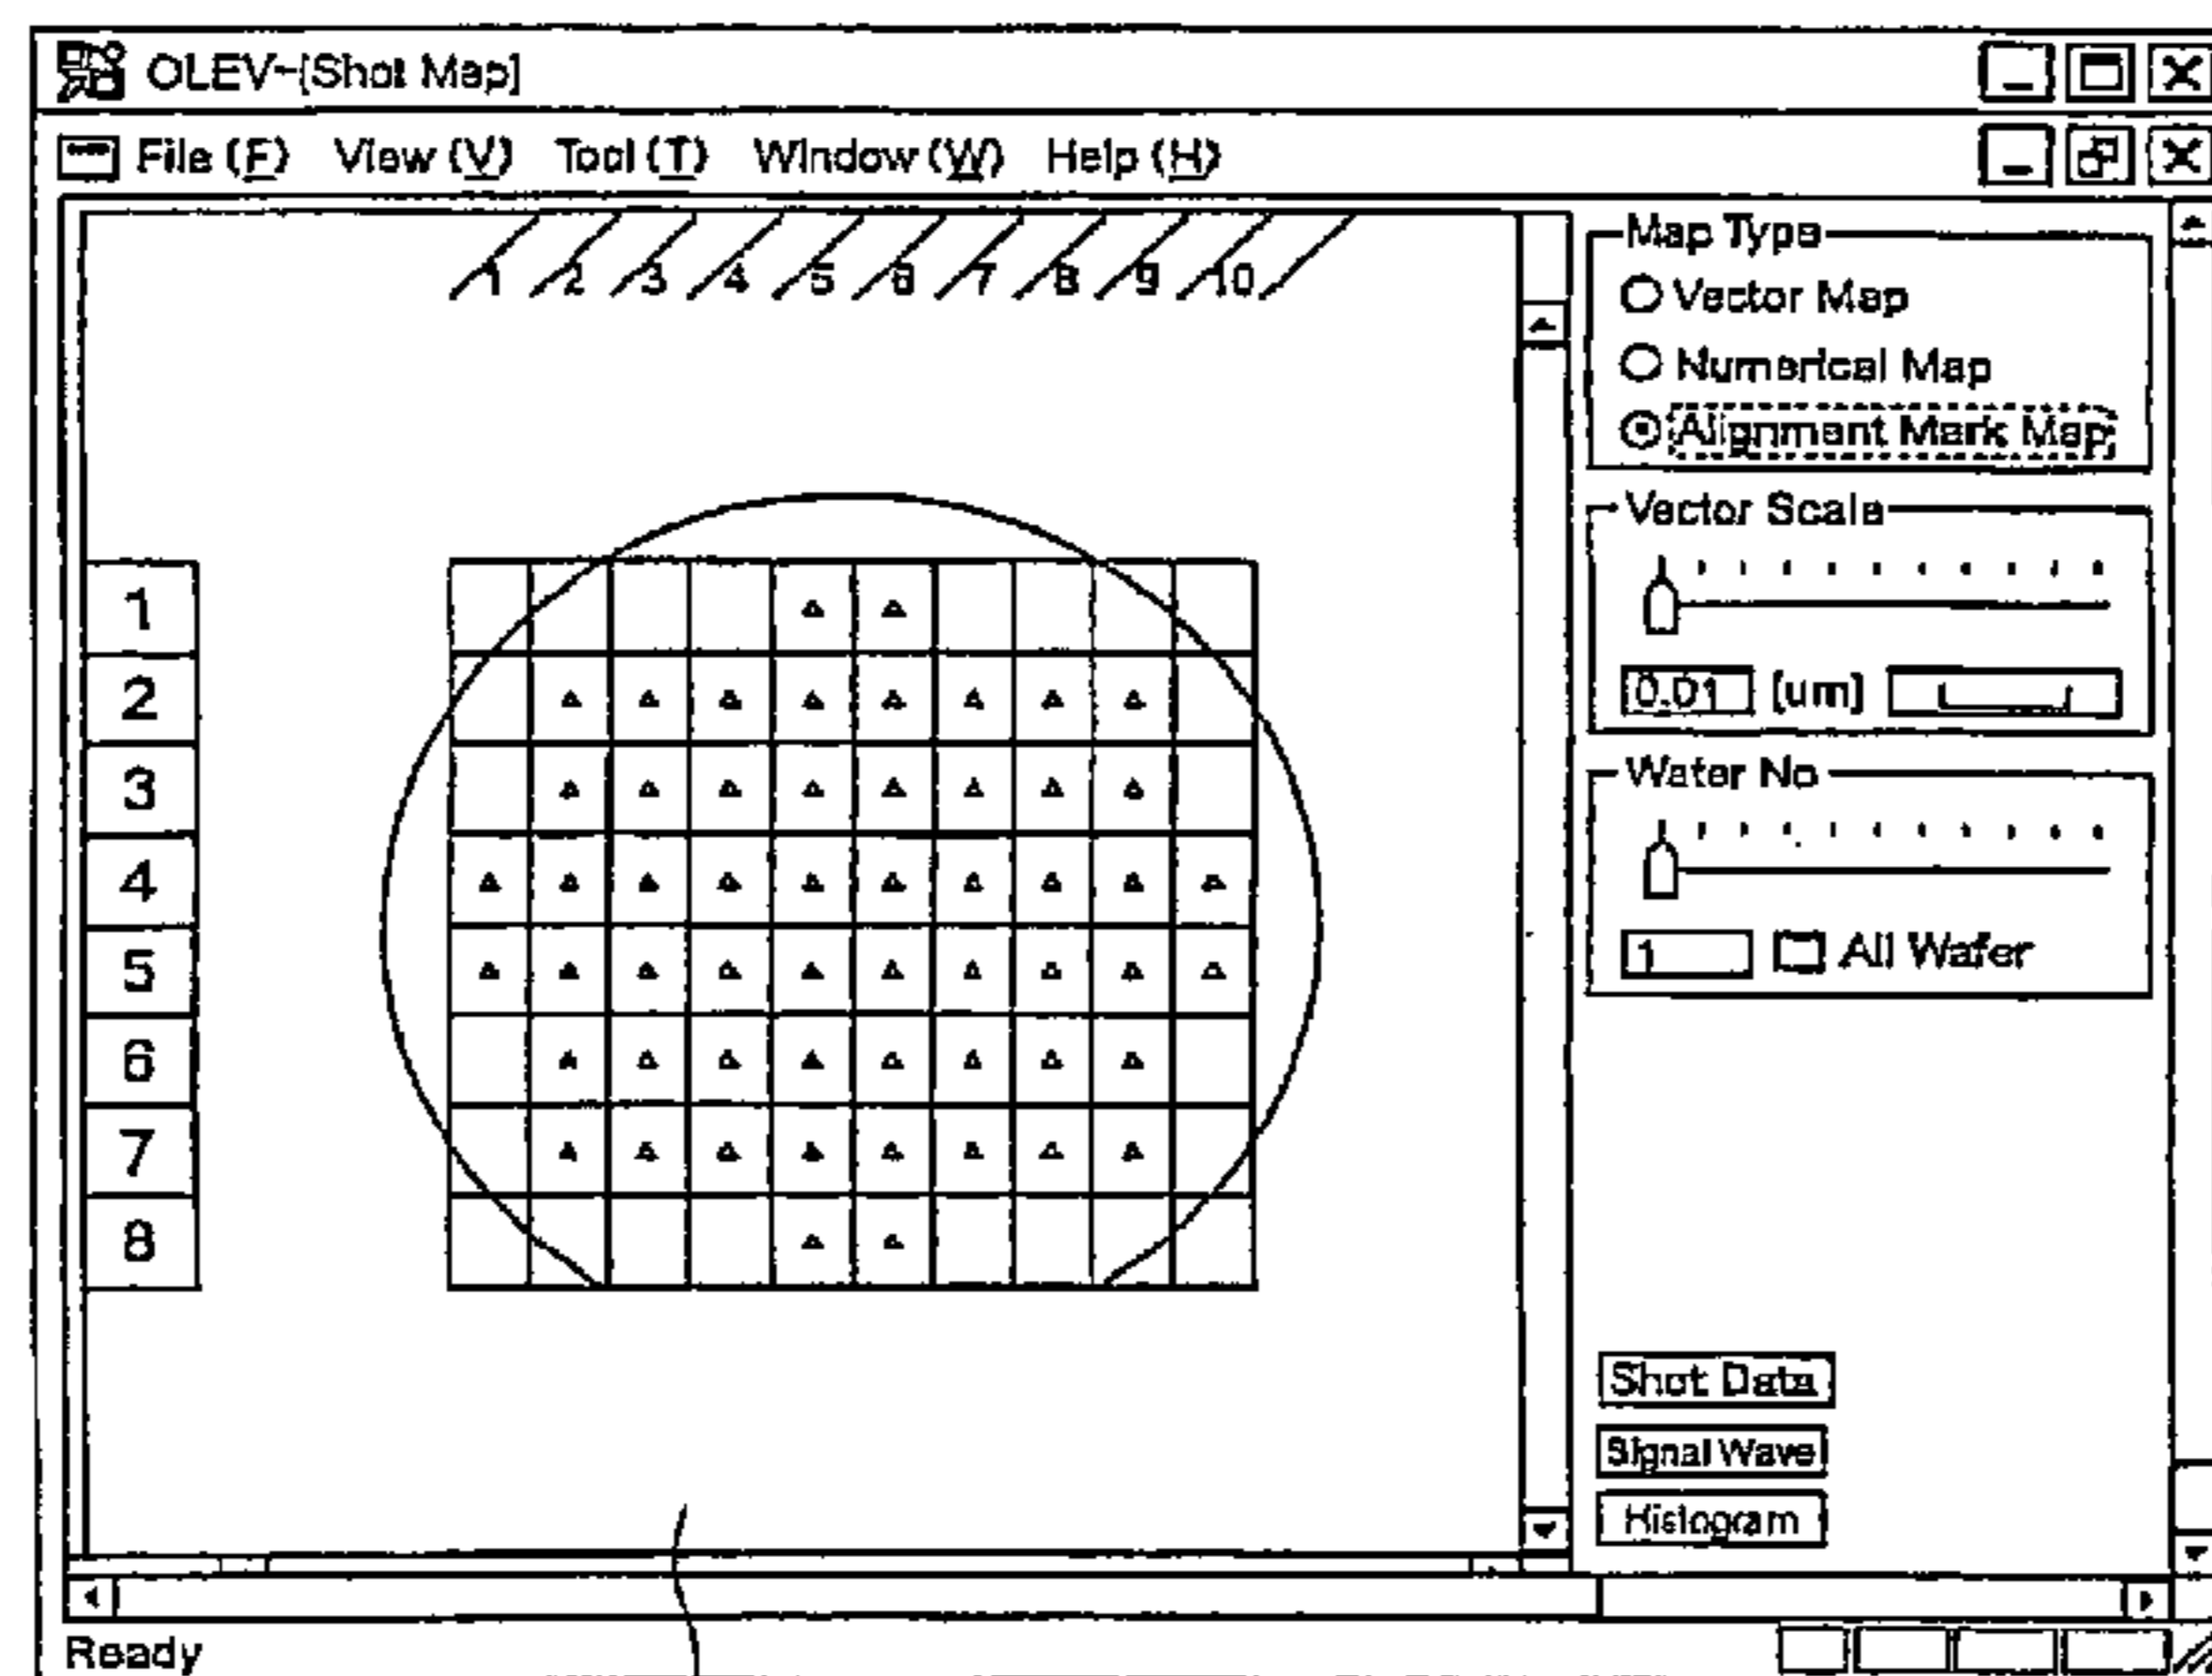 OLEV-[Shot Map]
File (F) View (V) Tool (T) Window (W) Help (H)
1 2 3 4 5 6 7 8 9 10
1
2
3
4
5
6
7
8
Map Type
Vector Map
Numerical Map
Alignment Mark Map
Vector Scale
0.01 [um]
Water No
1 All Wafer
Shot Data
Signal Wave
Histogram
Ready